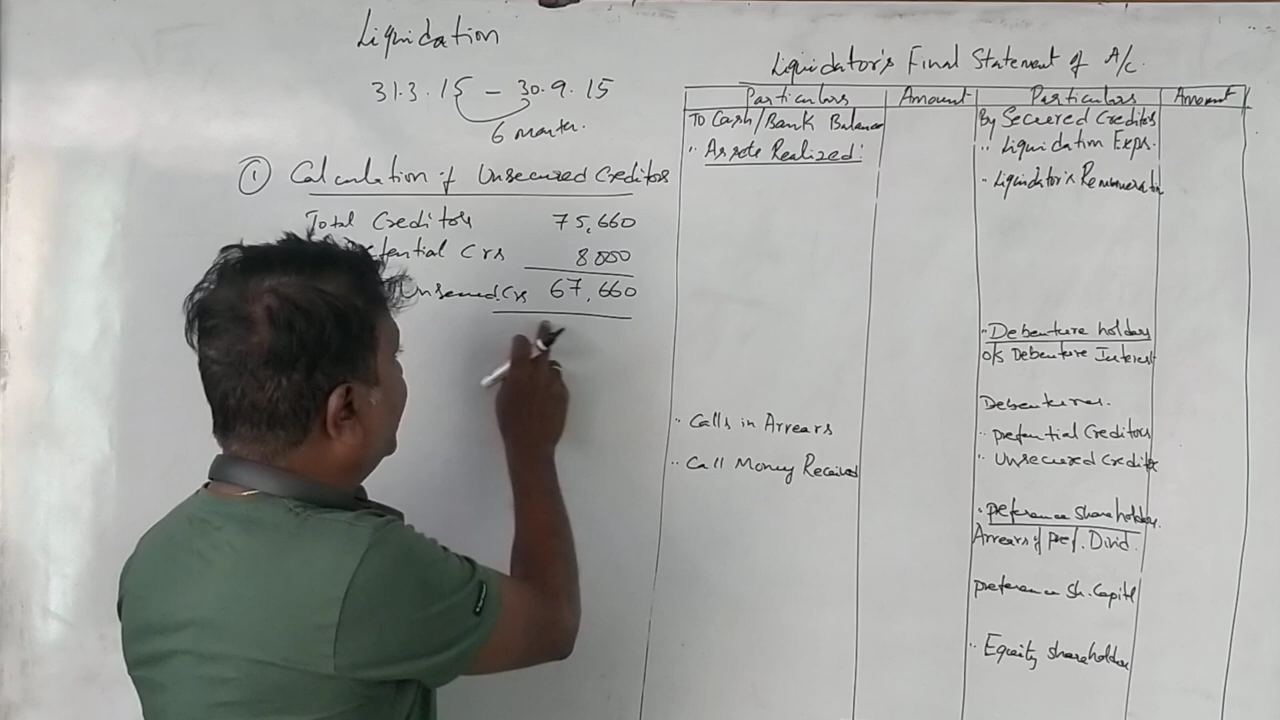 Liquidation
31.3.15 - 30.9.15
6 months.
① Calculation of Unsecured Creditors
Total Creditors 75,660
Crs 8000
Unsecured Crs 67,660
Liquidator's Final Statement of A/c.
Particulars Amount Particulars Amount
To Cash/Bank Balance
" Assets Realized:
" Calls in Arrears
" Call Money Received
By Secured Creditors
" Liquidation Exps.
" Liquidator's Remuneration
" Debenture holders
o/s Debenture Interest
Debentures.
" prefential Creditors
" Unsecured Creditors
" preference shareholders
Arrears of Pref. Divid.
preference Sh. Capital
" Equity shareholders